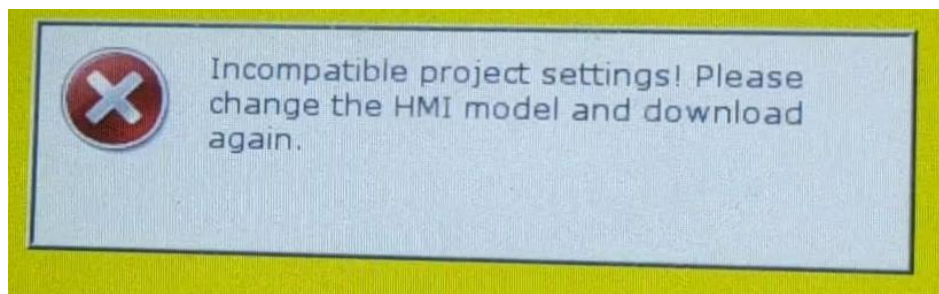 Incompatible project settings! Please
change the HMI model and download
again.